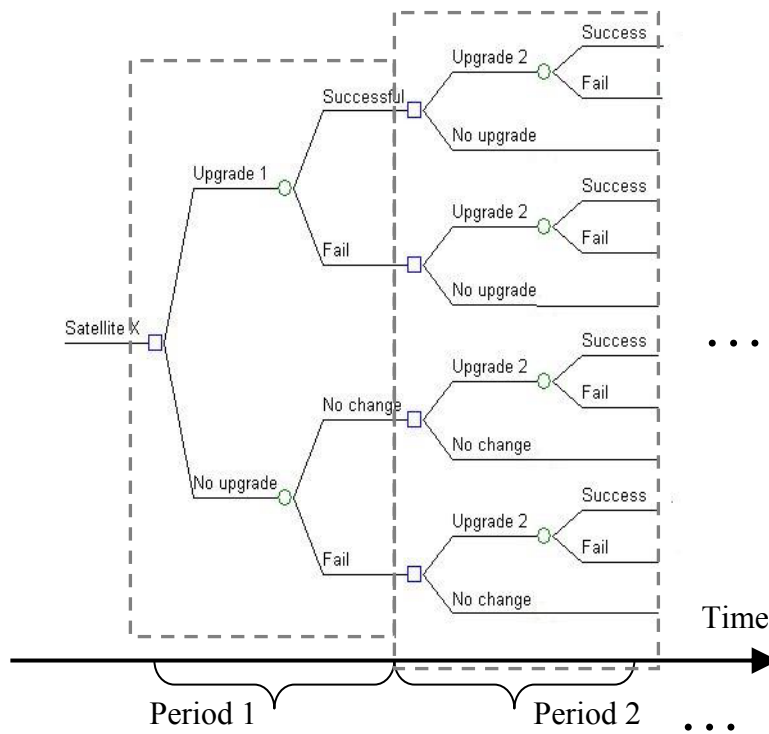 Success
Upgrade 2
Fail
Successful
No upgrade
Upgrade 1
Success
Upgrade 2
Fail
Fail
No upgrade
Satellite X
Success
Upgrade 2
Fail
No change
No change
No upgrade
Success
Upgrade 2
Fail
Fail
No change
...
Time
Period 1
Period 2
...